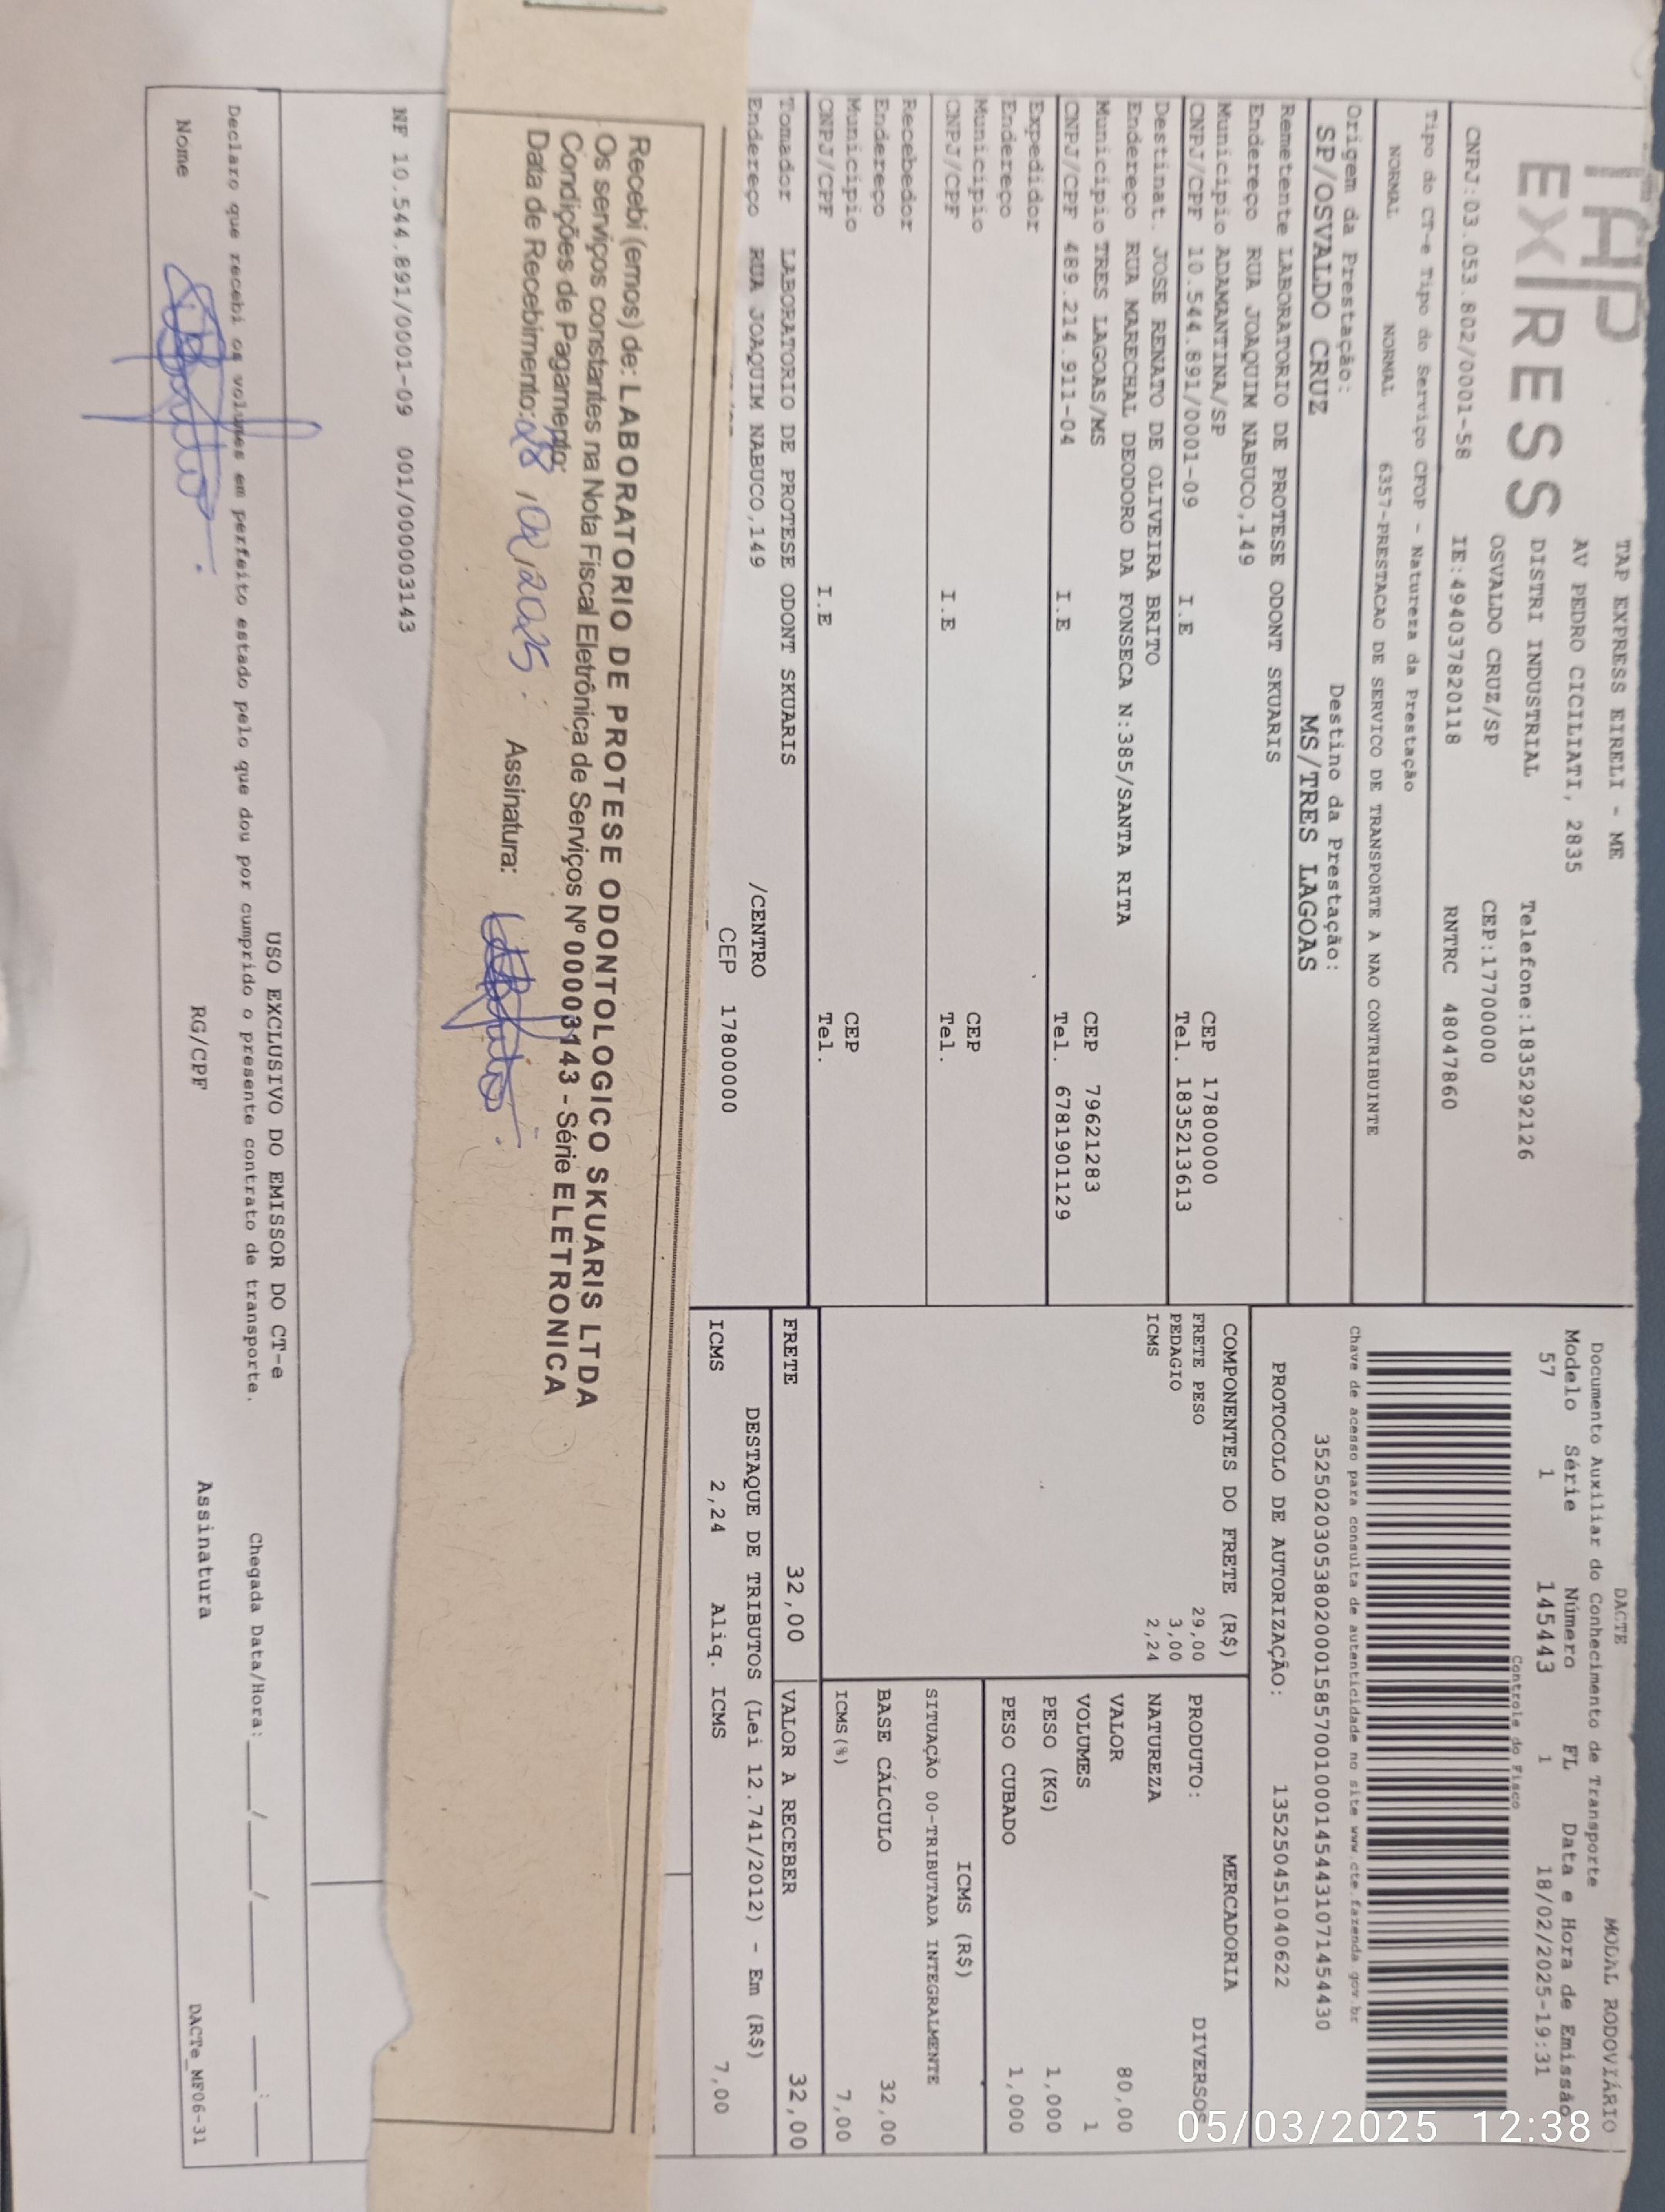 TAP
EXPRESS
TAP EXPRESS EIRELI - ME
AV PEDRO CICILIATI, 2835
DISTRI INDUSTRIAL Telefone:1835292126
OSVALDO CRUZ/SP CEP:17700000
CNPJ:03.053.802/0001-58 IE:494037820118 RNTRC 48047860
Tipo do CT-e Tipo do Serviço CFOP - Natureza da Prestação
NORMAL NORMAL 6357-PRESTACAO DE SERVICO DE TRANSPORTE A NAO CONTRIBUINTE
Origem da Prestação: Destino da Prestação:
SP/OSVALDO CRUZ MS/TRES LAGOAS
Remetente LABORATORIO DE PROTESE ODONT SKUARIS
Endereço RUA JOAQUIM NABUCO,149
Município ADAMANTINA/SP CEP 17800000
CNPJ/CPF 10.544.891/0001-09 I.E Tel. 1835213613
Destinat. JOSE RENATO DE OLIVEIRA BRITO
Endereço RUA MARECHAL DEODORO DA FONSECA N:385/SANTA RITA
Município TRES LAGOAS/MS CEP 79621283
CNPJ/CPF 489.214.911-04 I.E Tel. 6781901129
Expedidor
Endereço
Município CEP
CNPJ/CPF I.E Tel.
Recebedor
Endereço
Município CEP
CNPJ/CPF I.E Tel.
Tomador LABORATORIO DE PROTESE ODONT SKUARIS
Endereço RUA JOAQUIM NABUCO,149 /CENTRO
CEP 17800000
DACTE MODAL RODOVIÁRIO
Documento Auxiliar do Conhecimento de Transporte
Modelo Série Número FL Data e Hora de Emissão
57 1 145443 1 18/02/2025-19:31
Controle do Fisco
Chave de acesso para consulta de autenticidade no site www.cte.fazenda.gov.br
35250203053802000158570010001454431071454430
PROTOCOLO DE AUTORIZAÇÃO: 135250451040622
COMPONENTES DO FRETE (R$)
FRETE PESO 29,00
PEDAGIO 3,00
ICMS 2,24
MERCADORIA
PRODUTO: DIVERSOS
NATUREZA
VALOR 80,00
VOLUMES 1
PESO (KG) 1,000
PESO CUBADO 1,000
ICMS (R$)
SITUAÇÃO 00-TRIBUTADA INTEGRALMENTE
BASE CÁLCULO 32,00
ICMS(%) 7,00
FRETE 32,00 VALOR A RECEBER 32,00
DESTAQUE DE TRIBUTOS (Lei 12.741/2012) - Em (R$)
ICMS 2,24 Aliq. ICMS 7,00
Recebi (emos) de: LABORATORIO DE PROTESE ODONTOLOGICO SKUARIS LTDA
Os serviços constantes na Nota Fiscal Eletrônica de Serviços Nº 00003143 - Série ELETRONICA
Condições de Pagamento:
Data de Recebimento: 28 /02/2025. Assinatura:
NF 10.544.891/0001-09 001/000003143
USO EXCLUSIVO DO EMISSOR DO CT-e
Declaro que recebi os volumes em perfeito estado pelo que dou por cumprido o presente contrato de transporte. Chegada Data/Hora: ___/___/_____ __:__
Nome RG/CPF Assinatura
DACTe_MF06-31
05/03/2025 12:38